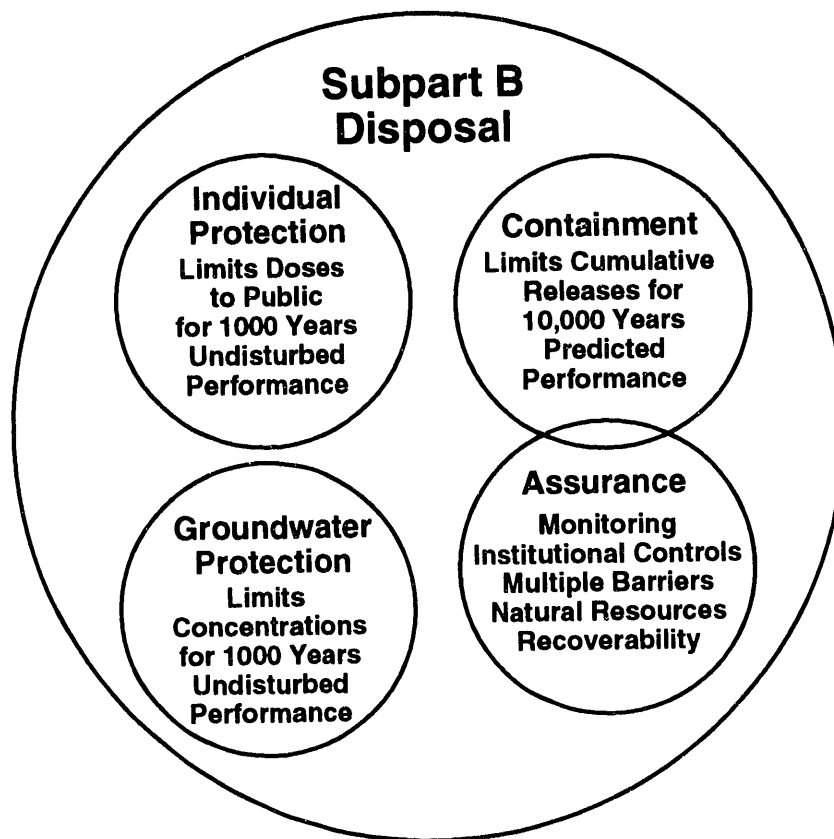 Subpart B
Disposal
Individual
Protection
Limits Doses
to Public
for 1000 Years
Undisturbed
Performance
Containment
Limits Cumulative
Releases for
10,000 Years
Predicted
Performance
Groundwater
Protection
Limits
Concentrations
for 1000 Years
Undisturbed
Performance
Assurance
Monitoring
Institutional Controls
Multiple Barriers
Natural Resources
Recoverability